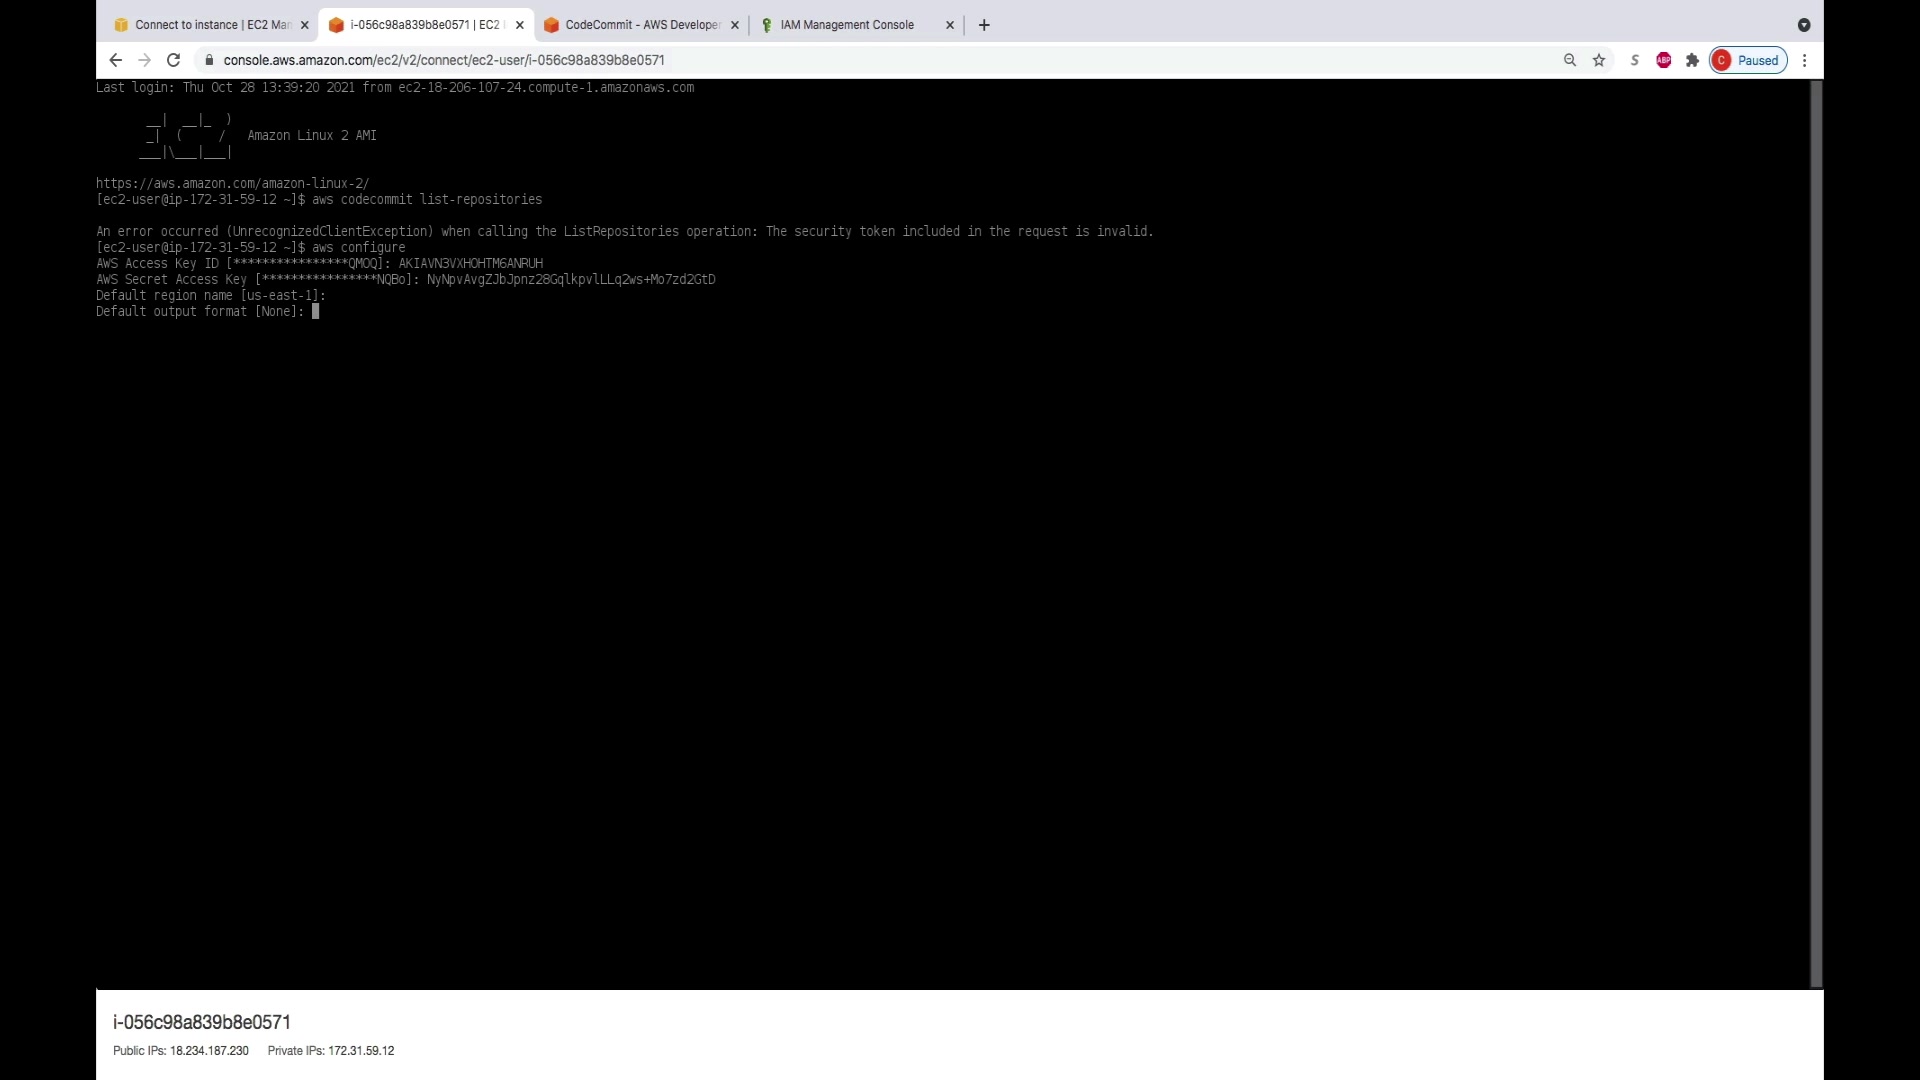 Connect to instance | EC2 Man
i-056c98a839b8e0571 | EC2
CodeCommit - AWS Developer
IAM Management Console
console.aws.amazon.com/ec2/v2/connect/ec2-user/i-056c98a839b8e0571
S
ABP
C
Paused
Last login: Thu Oct 28 13:39:20 2021 from ec2-18-206-107-24.compute-1.amazonaws.com
Amazon Linux 2 AMI
https://aws.amazon.com/amazon-linux-2/
[ec2-user@ip-172-31-59-12 ~]$ aws codecommit list-repositories
An error occurred (UnrecognizedClientException) when calling the ListRepositories operation: The security token included in the request is invalid.
[ec2-user@ip-172-31-59-12 ~]$ aws configure
AWS Access Key ID [****************QMOQ]: AKIAVN3VXHOHTM6ANRUH
AWS Secret Access Key [****************NQBo]: 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
Default region name [us-east-1]:
Default output format [None]:
i-056c98a839b8e0571
Public IPs: 18.234.187.230 Private IPs: 172.31.59.12